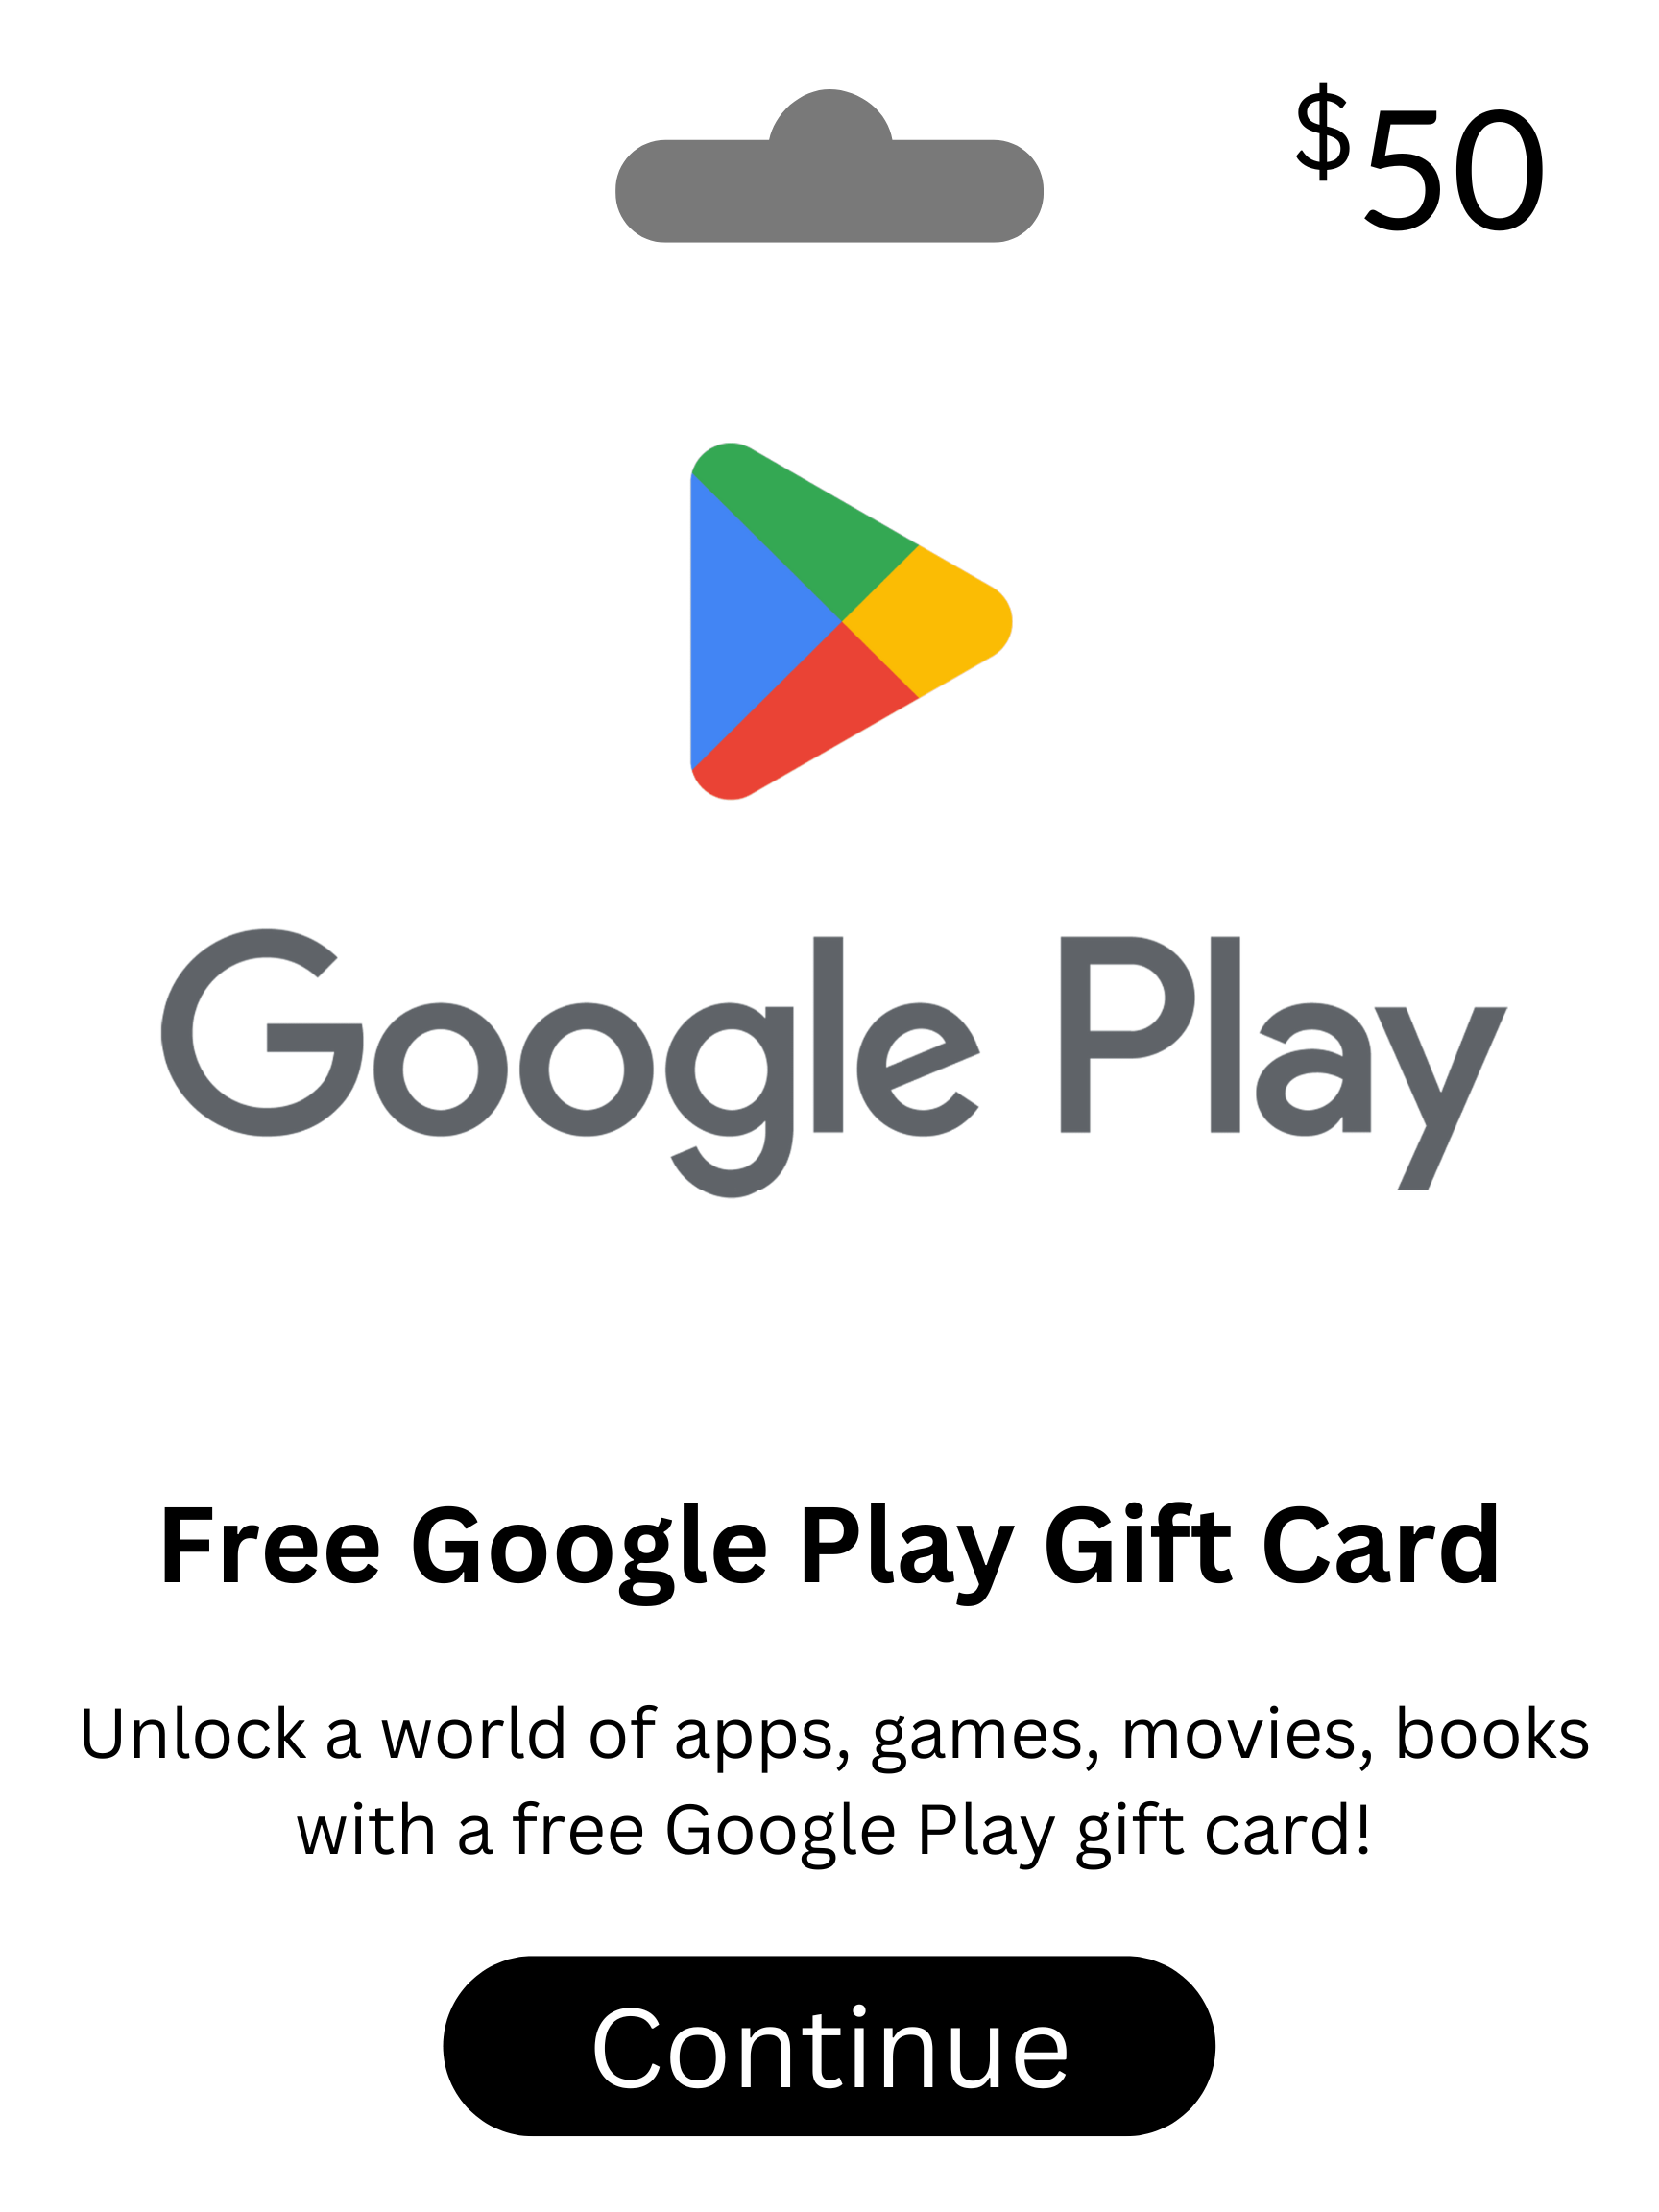 $50
Google Play
Free Google Play Gift Card
Unlock a world of apps, games, movies, books
with a free Google Play gift card!
Continue